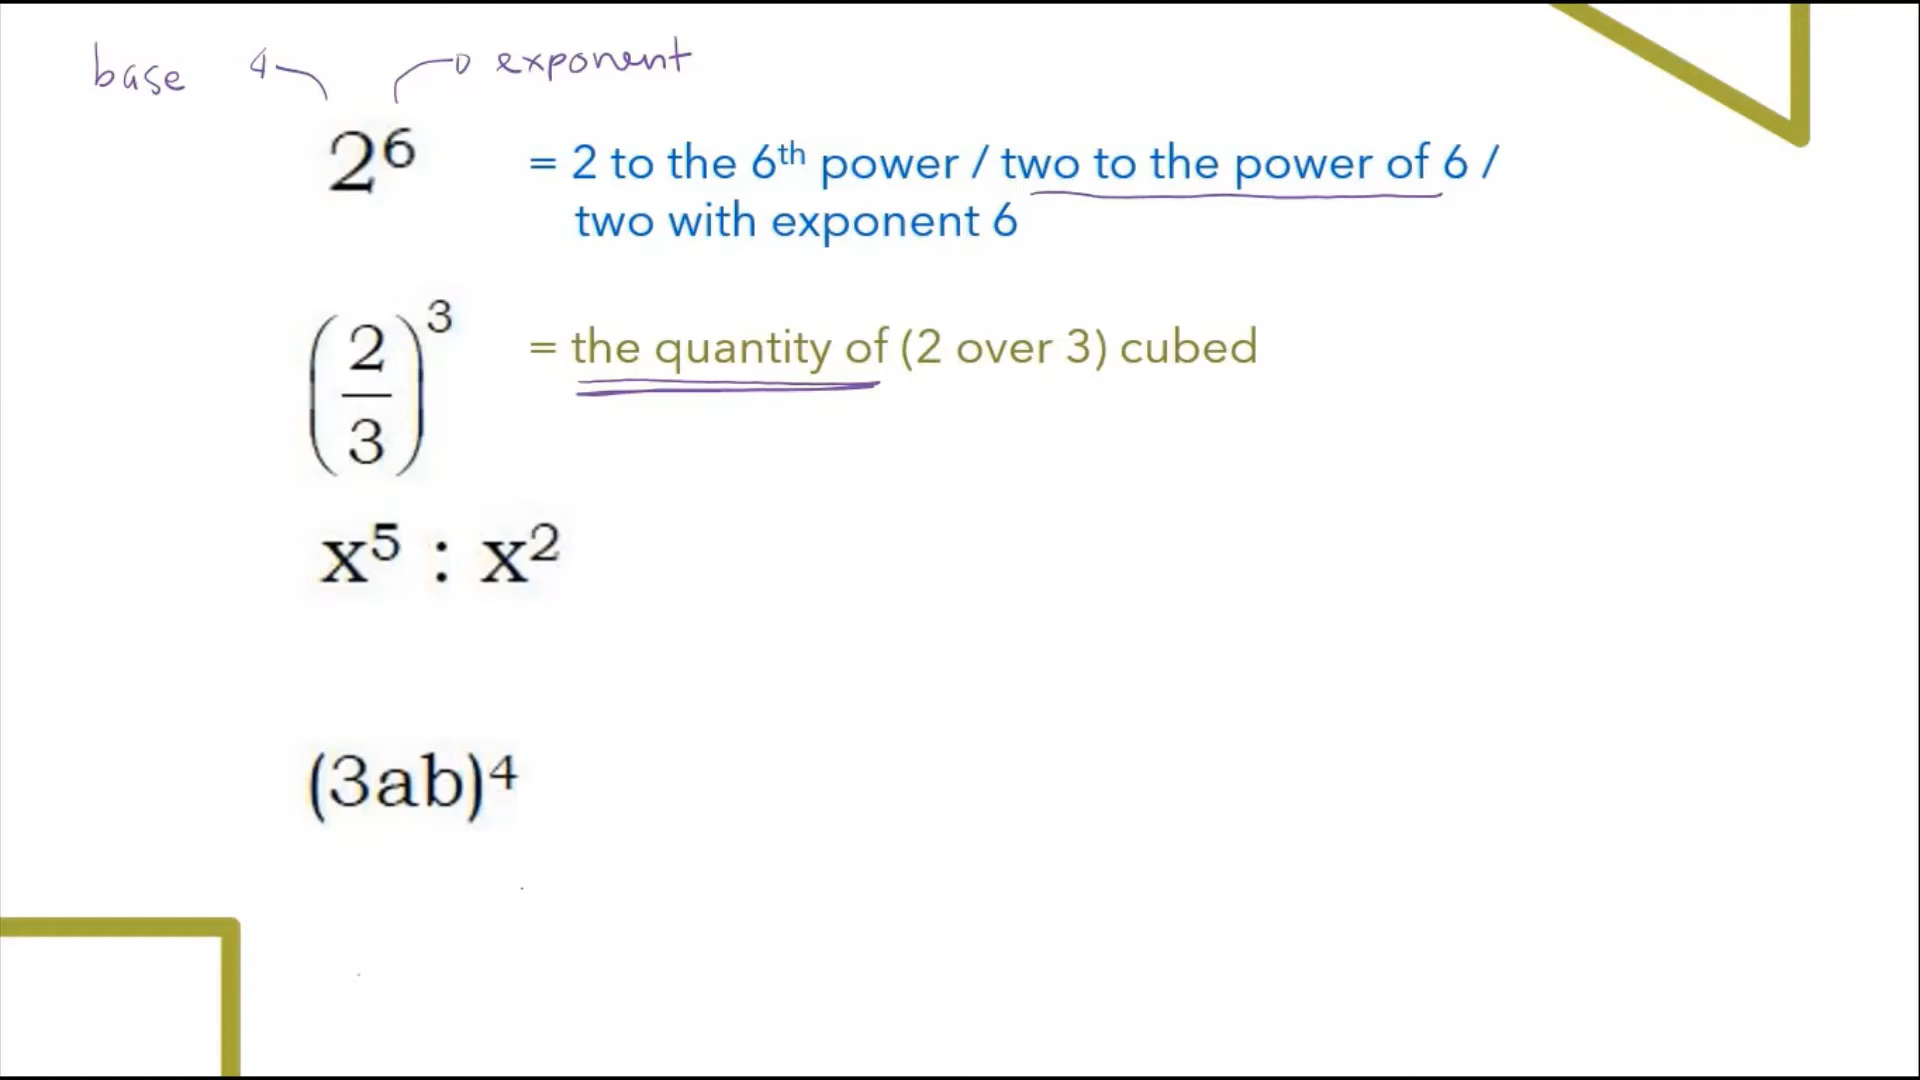 base exponent
2⁶ = 2 to the 6ᵗʰ power / two to the power of 6 /
two with exponent 6
(2/3)³ = the quantity of (2 over 3) cubed
x⁵ : x²
(3ab)⁴